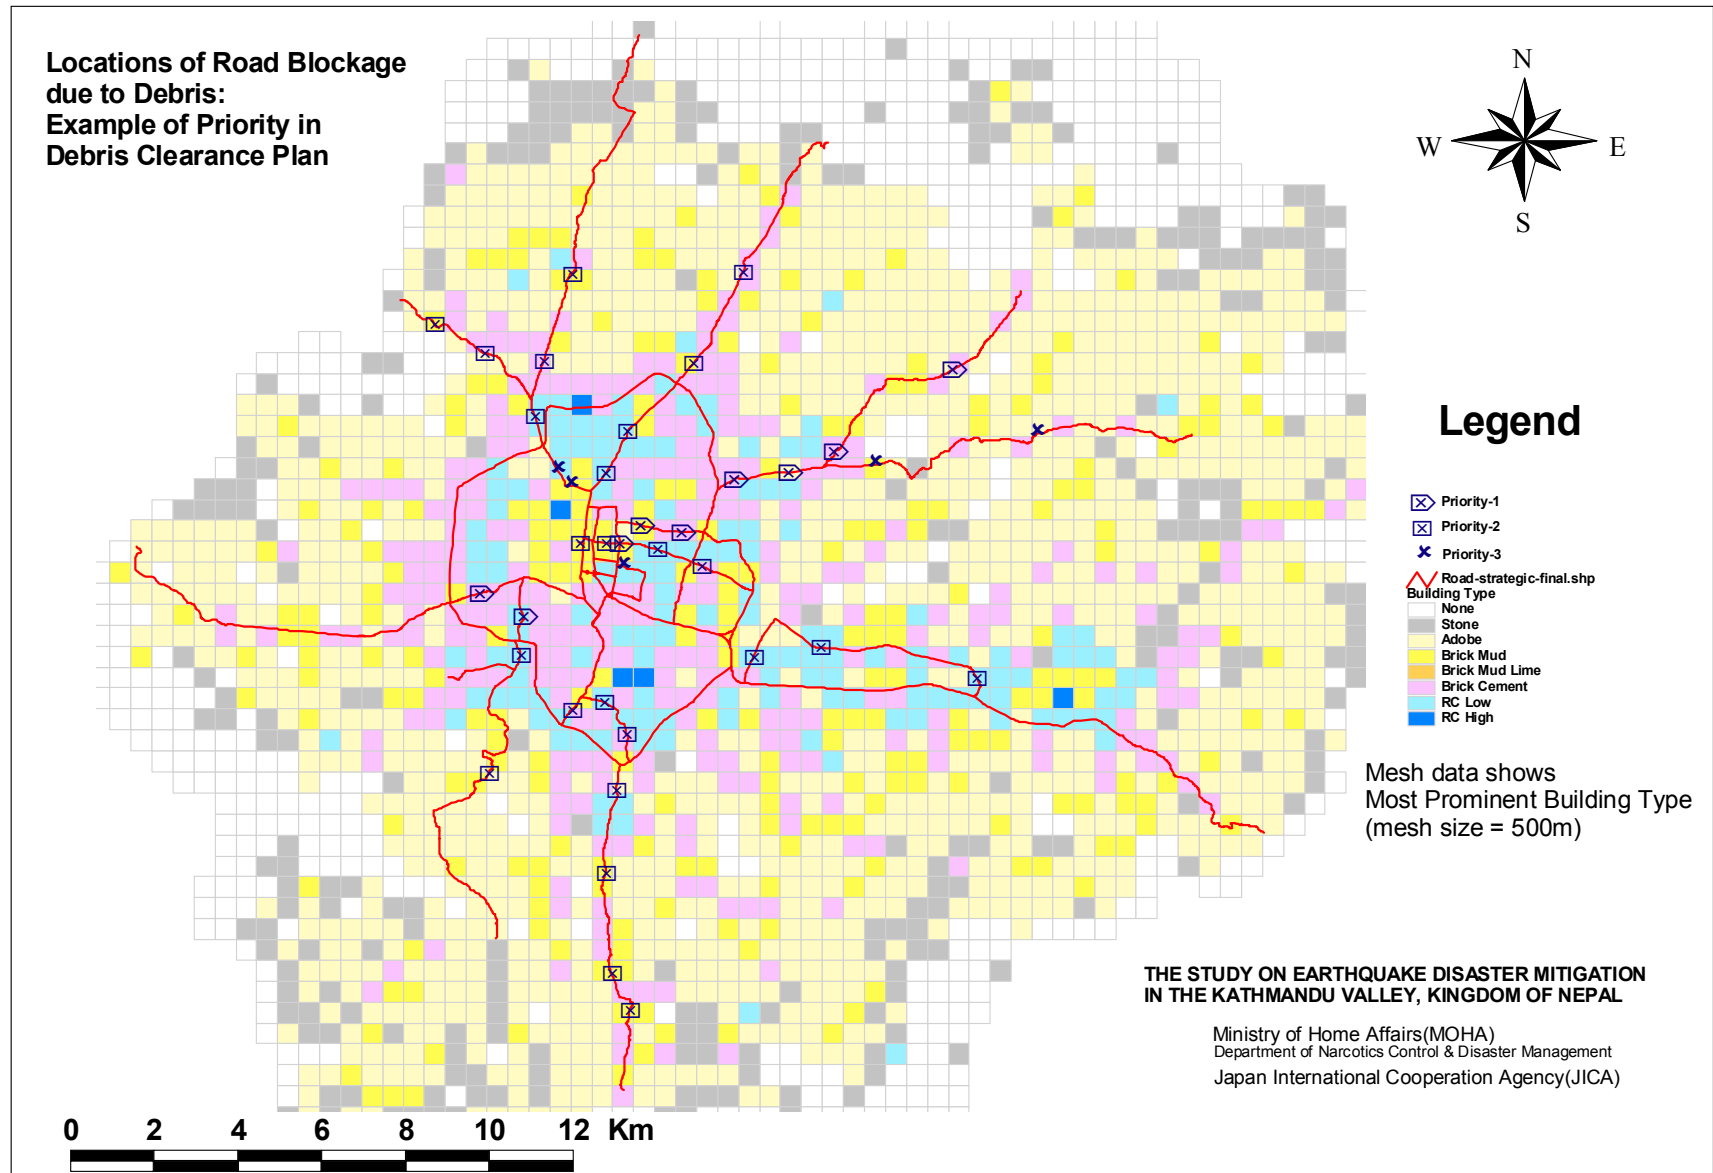 Locations of Road Blockage
due to Debris:
Example of Priority in
Debris Clearance Plan
N
W
E
S
Legend
Priority-1
Priority-2
Priority-3
Road-strategic-final.shp
Building Type
None
Stone
Adobe
Brick Mud
Brick Mud Lime
Brick Cement
RC Low
RC High
Mesh data shows
Most Prominent Building Type
(mesh size = 500m)
THE STUDY ON EARTHQUAKE DISASTER MITIGATION
IN THE KATHMANDU VALLEY, KINGDOM OF NEPAL
Ministry of Home Affairs(MOHA)
Department of Narcotics Control & Disaster Management
Japan International Cooperation Agency(JICA)
0 2 4 6 8 10 12 Km